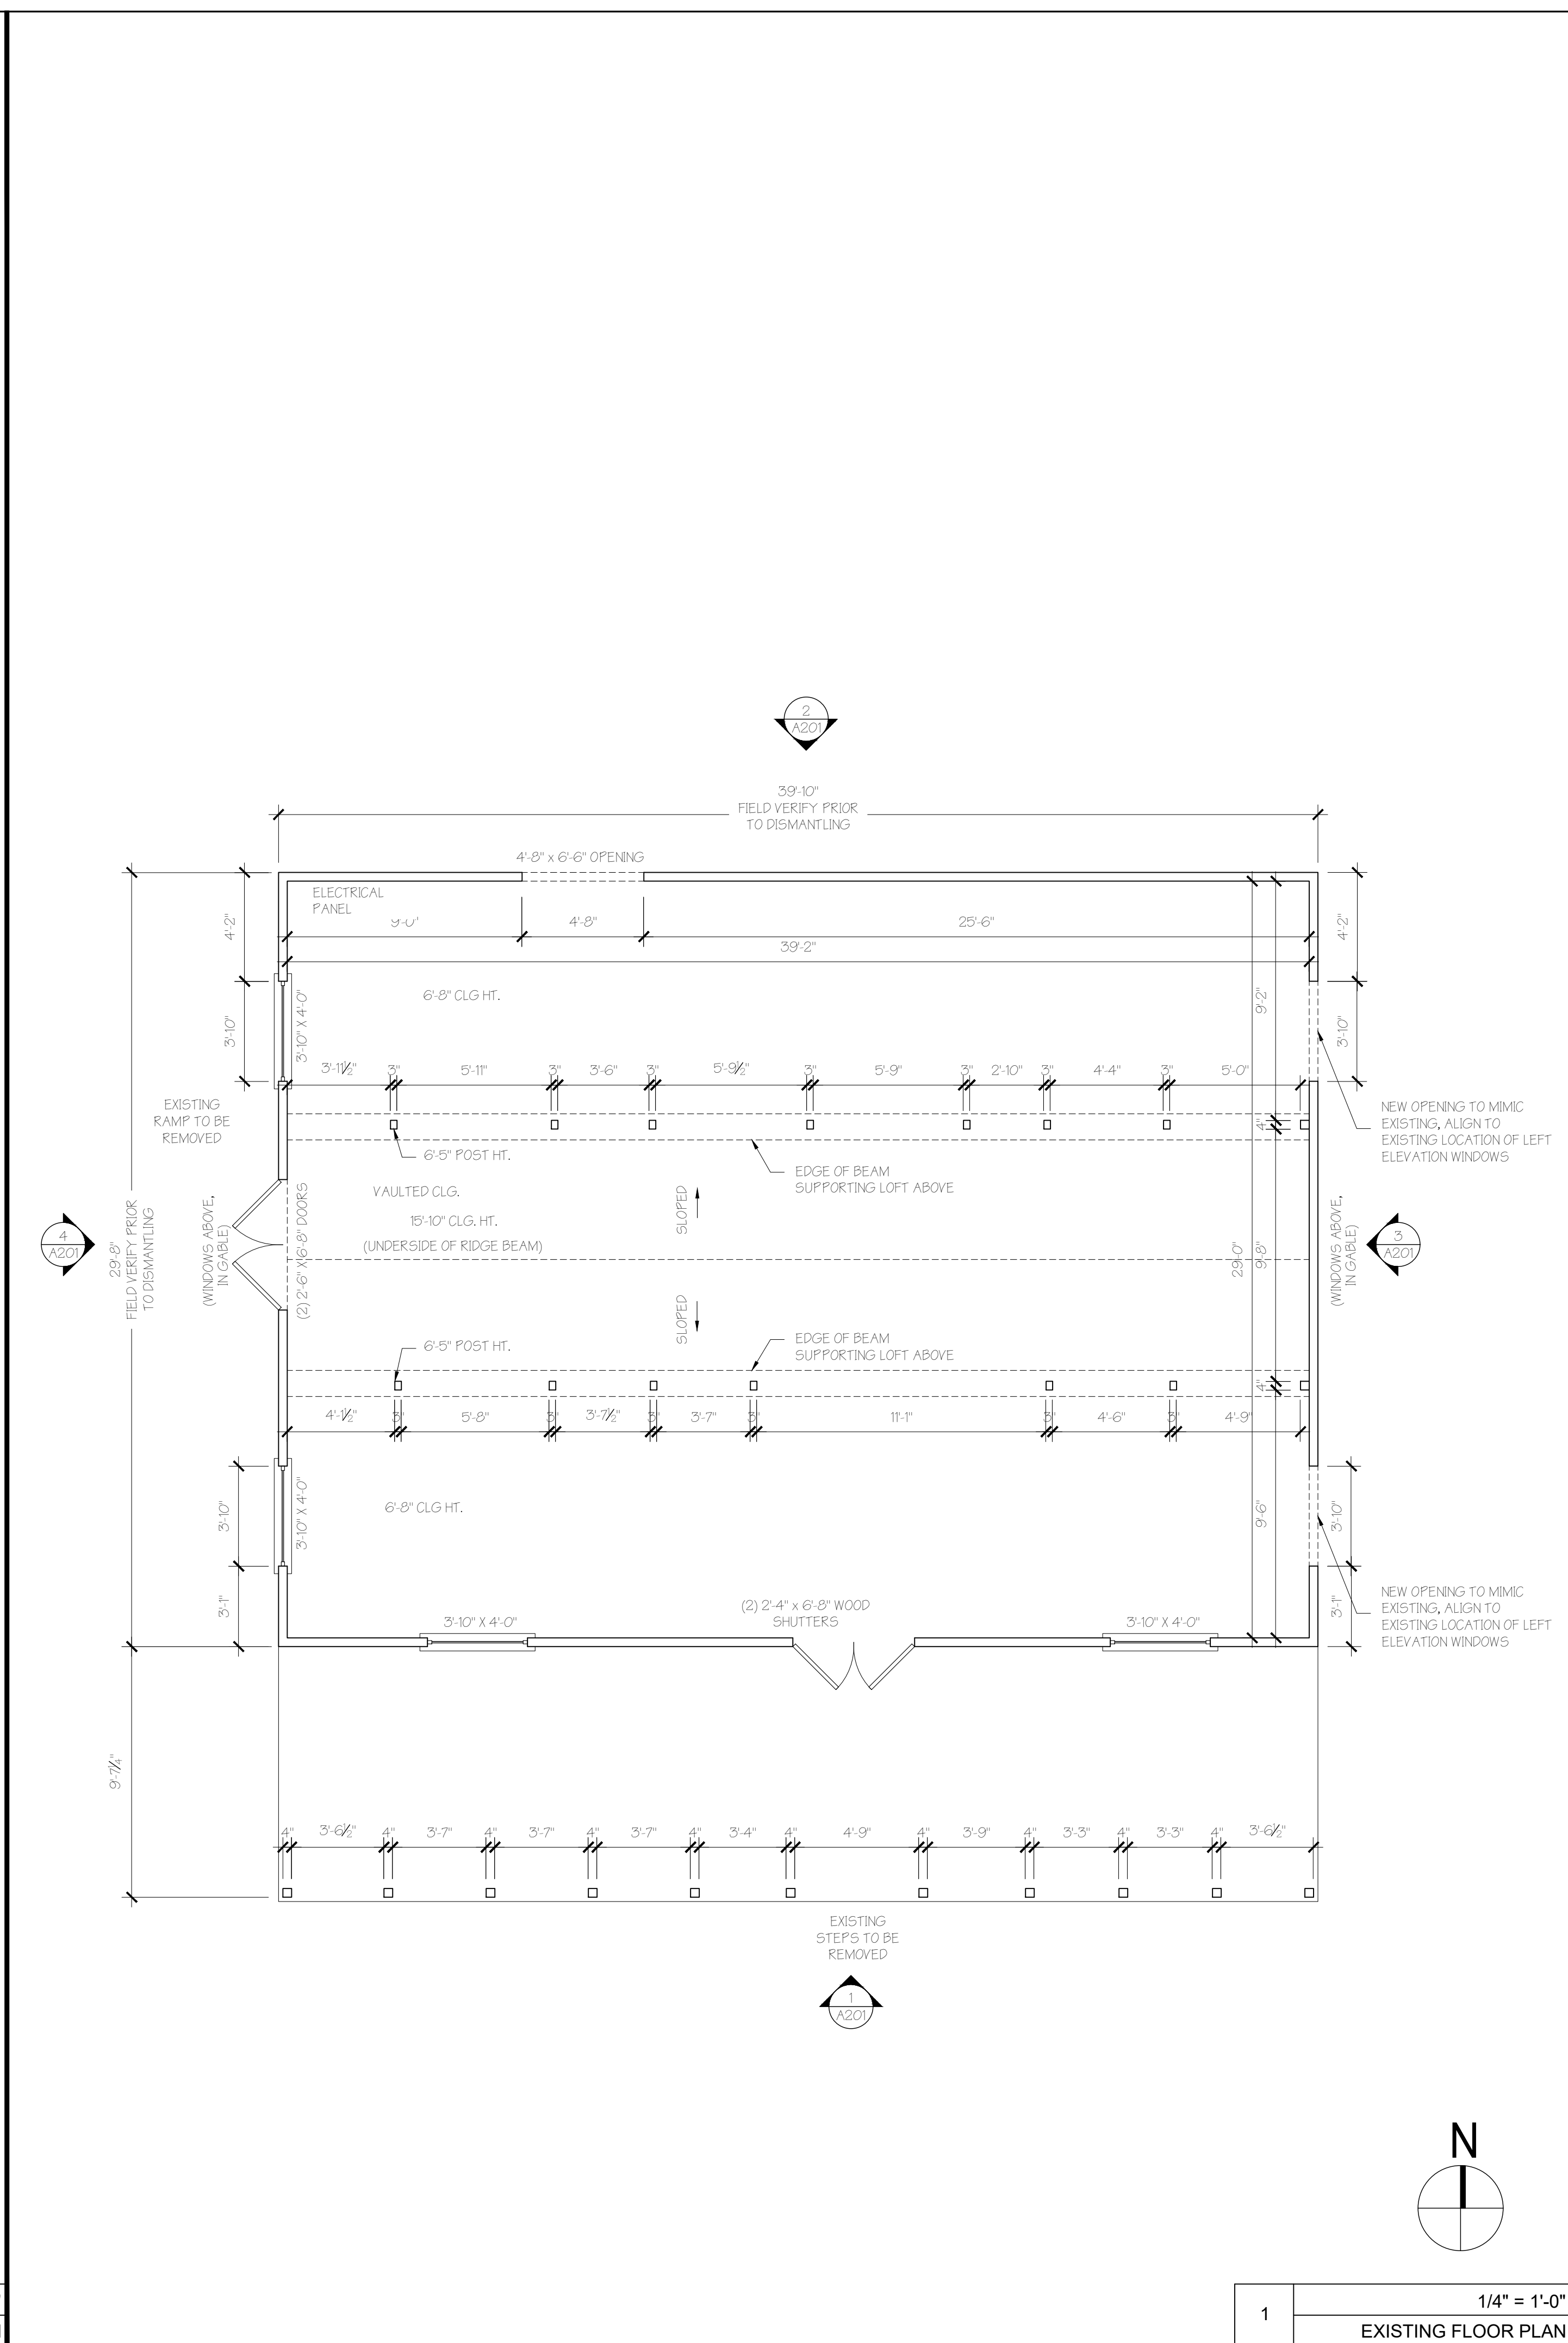 2
A201
39'-10"
FIELD VERIFY PRIOR
TO DISMANTLING
4'-8" x 6'-6" OPENING
ELECTRICAL
PANEL
9'-0"
4'-8"
25'-6"
39'-2"
4'-2"
4'-2"
6'-8" CLG HT.
3'-10"
3'-10" X 4'-0"
9'-2"
3'-10"
3'-11½"
3"
5'-11"
3"
3'-6"
3"
5'-9½"
3"
5'-9"
3"
2'-10"
3"
4'-4"
3"
5'-0"
EXISTING
RAMP TO BE
REMOVED
NEW OPENING TO MIMIC
EXISTING, ALIGN TO
EXISTING LOCATION OF LEFT
ELEVATION WINDOWS
4"
6'-5" POST HT.
EDGE OF BEAM
SUPPORTING LOFT ABOVE
VAULTED CLG.
15'-10" CLG. HT.
(UNDERSIDE OF RIDGE BEAM)
SLOPED
4
A201
29'-8"
FIELD VERIFY PRIOR
TO DISMANTLING
(WINDOWS ABOVE,
IN GABLE)
(2) 2'-6" X 6'-8" DOORS
29'-0"
9'-8"
(WINDOWS ABOVE,
IN GABLE)
3
A201
SLOPED
6'-5" POST HT.
EDGE OF BEAM
SUPPORTING LOFT ABOVE
4"
4'-1½"
3"
5'-8"
3"
3'-7½"
3"
3'-7"
3"
11'-1"
3"
4'-6"
3"
4'-9"
3'-10"
3'-10" X 4'-0"
6'-8" CLG HT.
9'-6"
3'-10"
3'-1"
3'-10" X 4'-0"
(2) 2'-4" x 6'-8" WOOD
SHUTTERS
3'-10" X 4'-0"
3'-1"
NEW OPENING TO MIMIC
EXISTING, ALIGN TO
EXISTING LOCATION OF LEFT
ELEVATION WINDOWS
9'-7¼"
4"
3'-6½"
4"
3'-7"
4"
3'-7"
4"
3'-7"
4"
3'-4"
4"
4'-9"
4"
3'-9"
4"
3'-3"
4"
3'-3"
4"
3'-6½"
EXISTING
STEPS TO BE
REMOVED
1
A201
N
1
1/4" = 1'-0"
EXISTING FLOOR PLAN